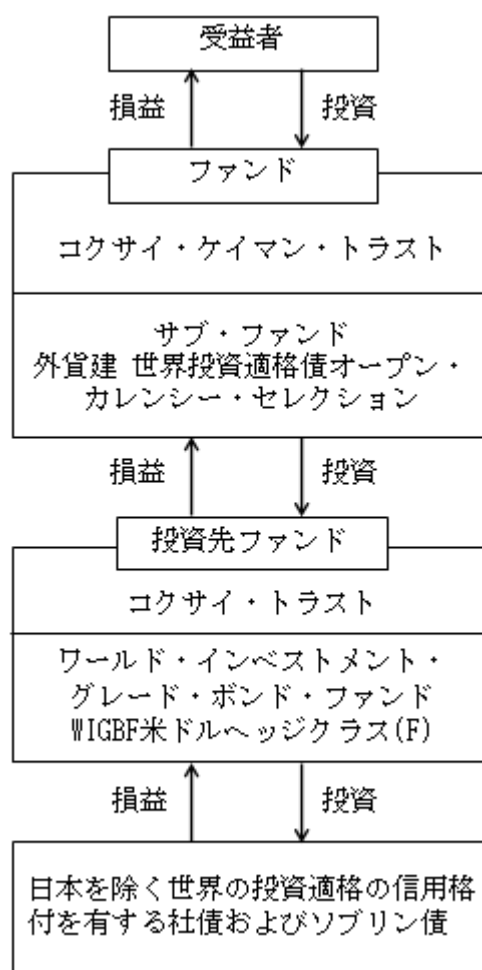 受益者
損益
投資
ファンド
コクサイ・ケイマン・トラスト
サブ・ファンド
外貨建 世界投資適格債オープン・
カレンシー・セレクション
損益
投資
投資先ファンド
コクサイ・トラスト
ワールド・インベストメント・
グレード・ボンド・ファンド
WIGBF米ドルヘッジクラス(F)
損益
投資
日本を除く世界の投資適格の信用格
付を有する社債およびソブリン債